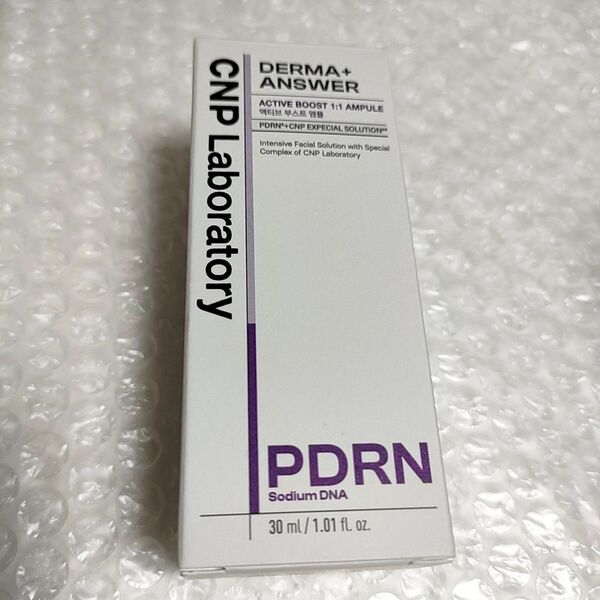 CNP Laboratory
DERMA+
ANSWER
ACTIVE BOOST 1:1 AMPULE
액티브 부스트 앰플
PDRN*+CNP EXPECIAL SOLUTION**
Intensive Facial Solution with Special
Complex of CNP Laboratory
PDRN
Sodium DNA
30 ml / 1.01 fl. oz.